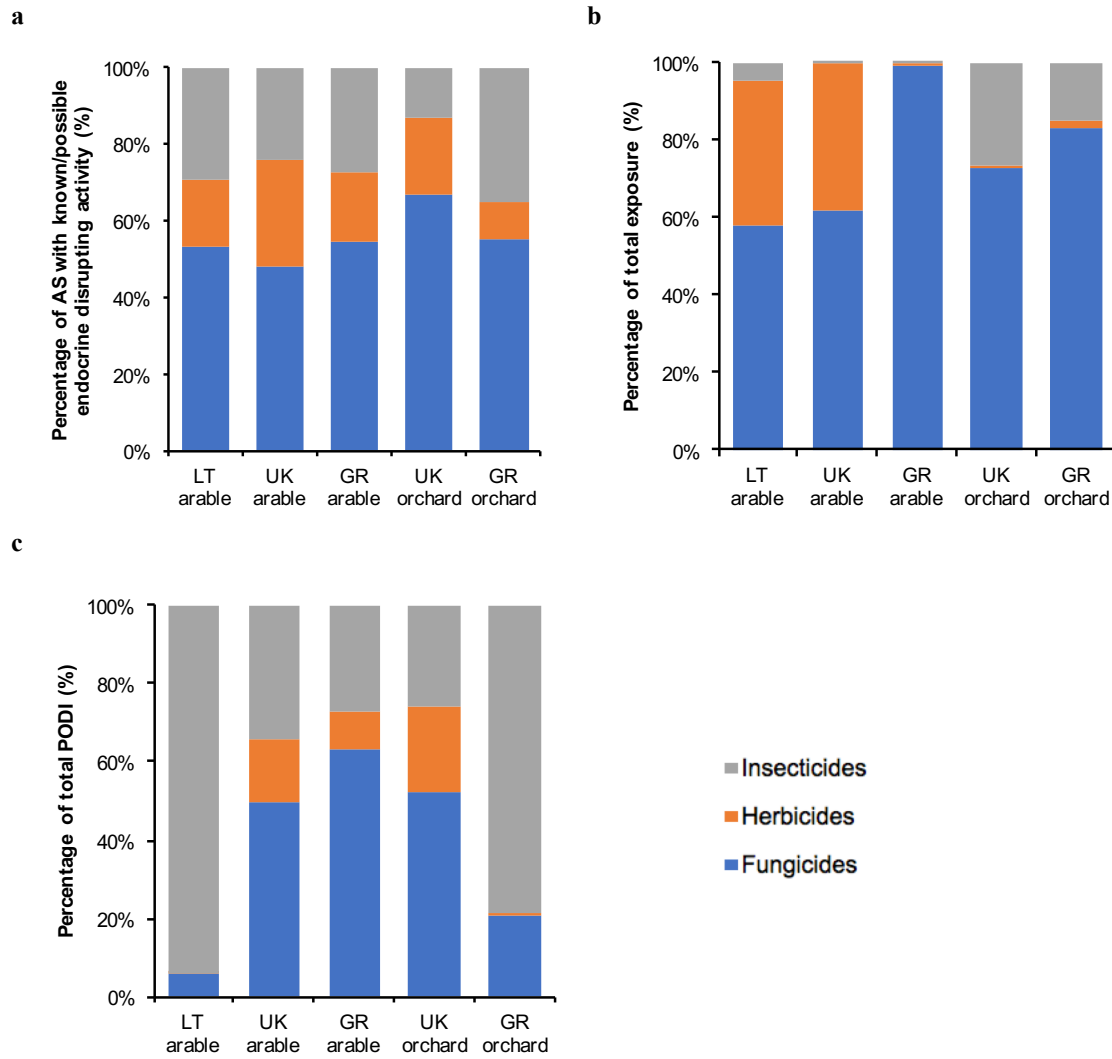 a
Percentage of AS with known/possible
endocrine disrupting activity (%)
100%
80%
60%
40%
20%
0%
LT
arable
UK
arable
GR
arable
UK
orchard
GR
orchard
b
Percentage of total exposure (%)
100%
80%
60%
40%
20%
0%
LT
arable
UK
arable
GR
arable
UK
orchard
GR
orchard
c
Percentage of total PODI (%)
100%
80%
60%
40%
20%
0%
LT
arable
UK
arable
GR
arable
UK
orchard
GR
orchard
Insecticides
Herbicides
Fungicides